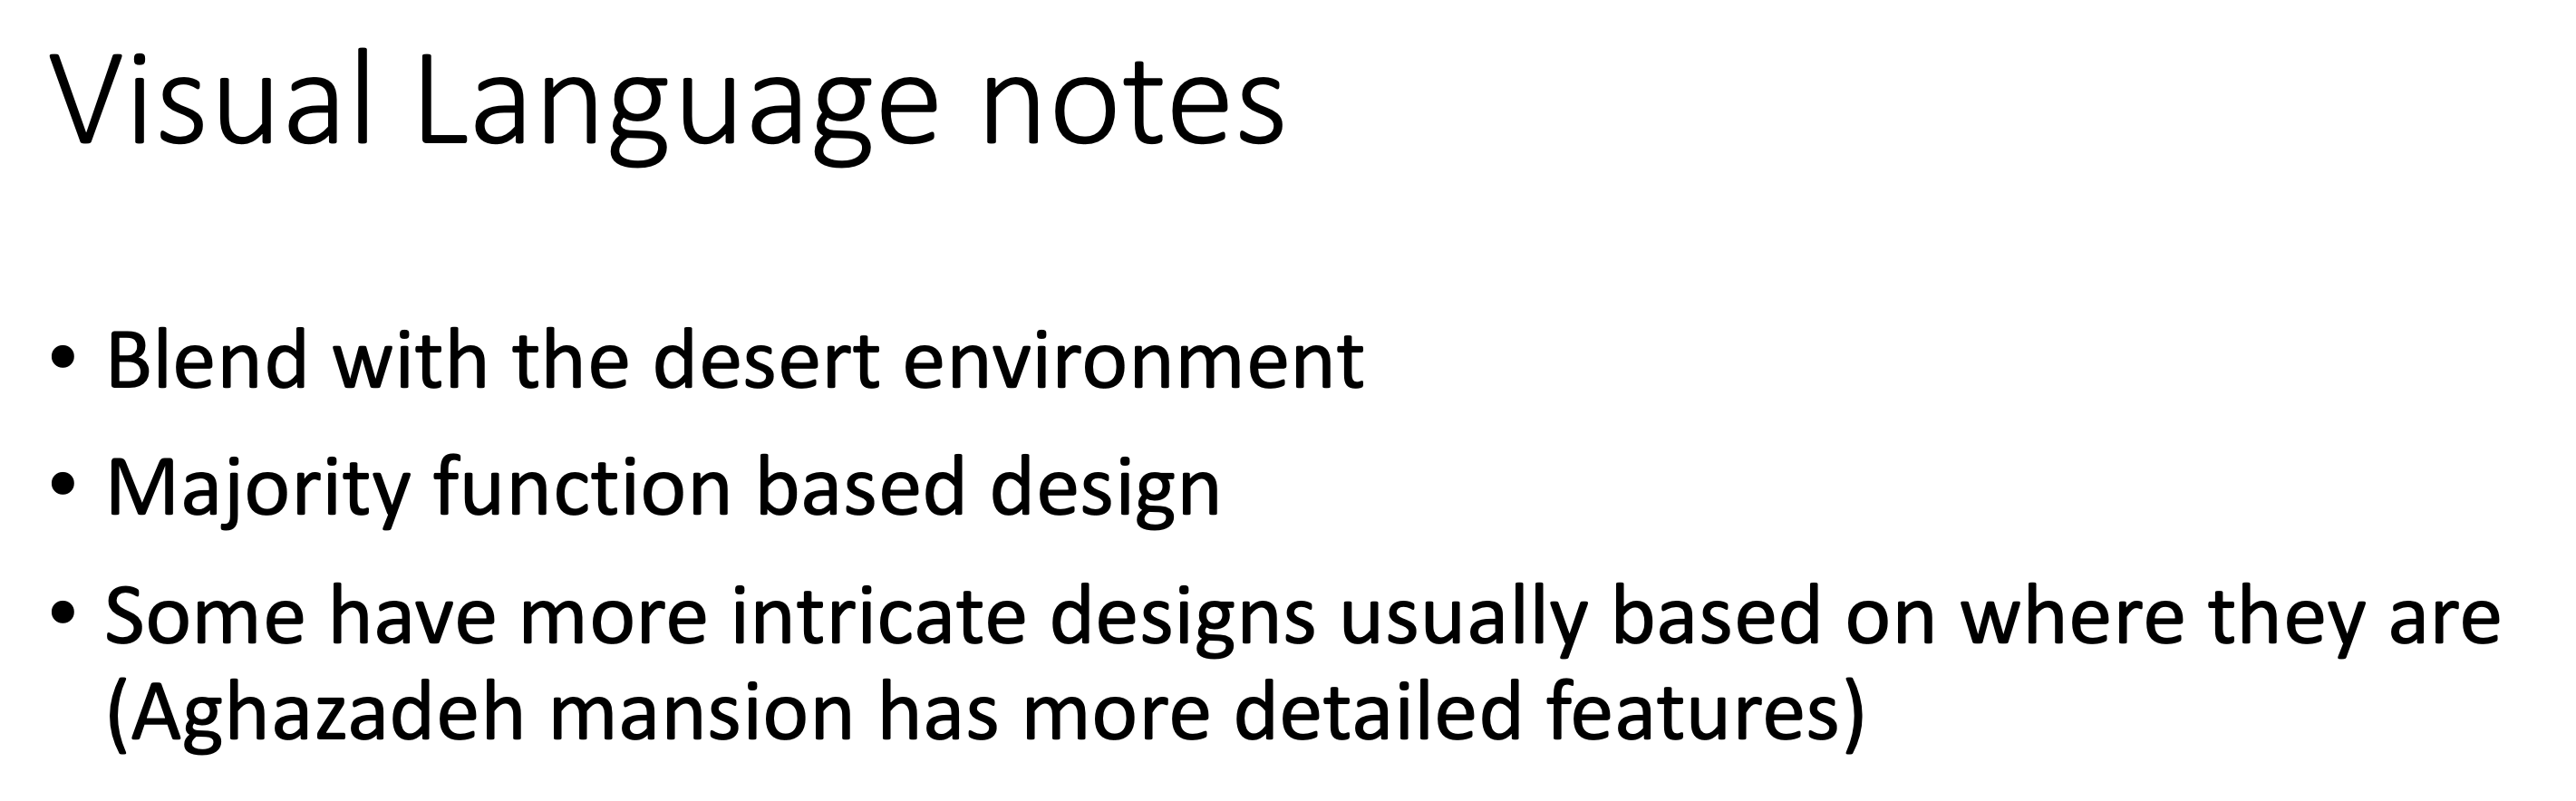 Visual Language notes
• Blend with the desert environment
• Majority function based design
• Some have more intricate designs usually based on where they are
(Aghazadeh mansion has more detailed features)